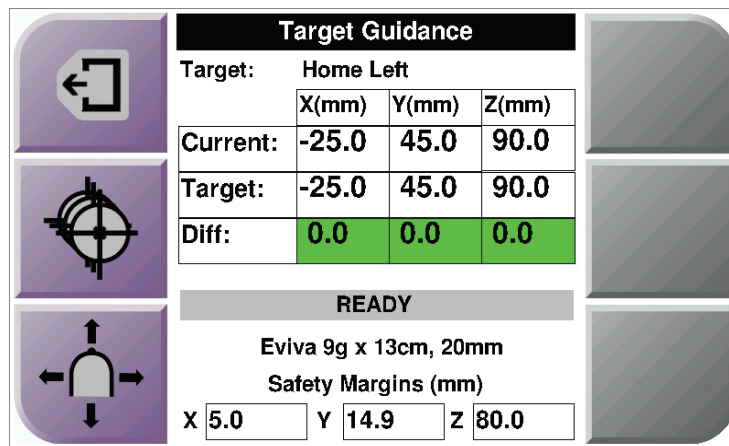 Target Guidance
Target: Home Left
X(mm) Y(mm) Z(mm)
Current: -25.0 45.0 90.0
Target: -25.0 45.0 90.0
Diff: 0.0 0.0 0.0
READY
Eviva 9g x 13cm, 20mm
Safety Margins (mm)
X 5.0 Y 14.9 Z 80.0